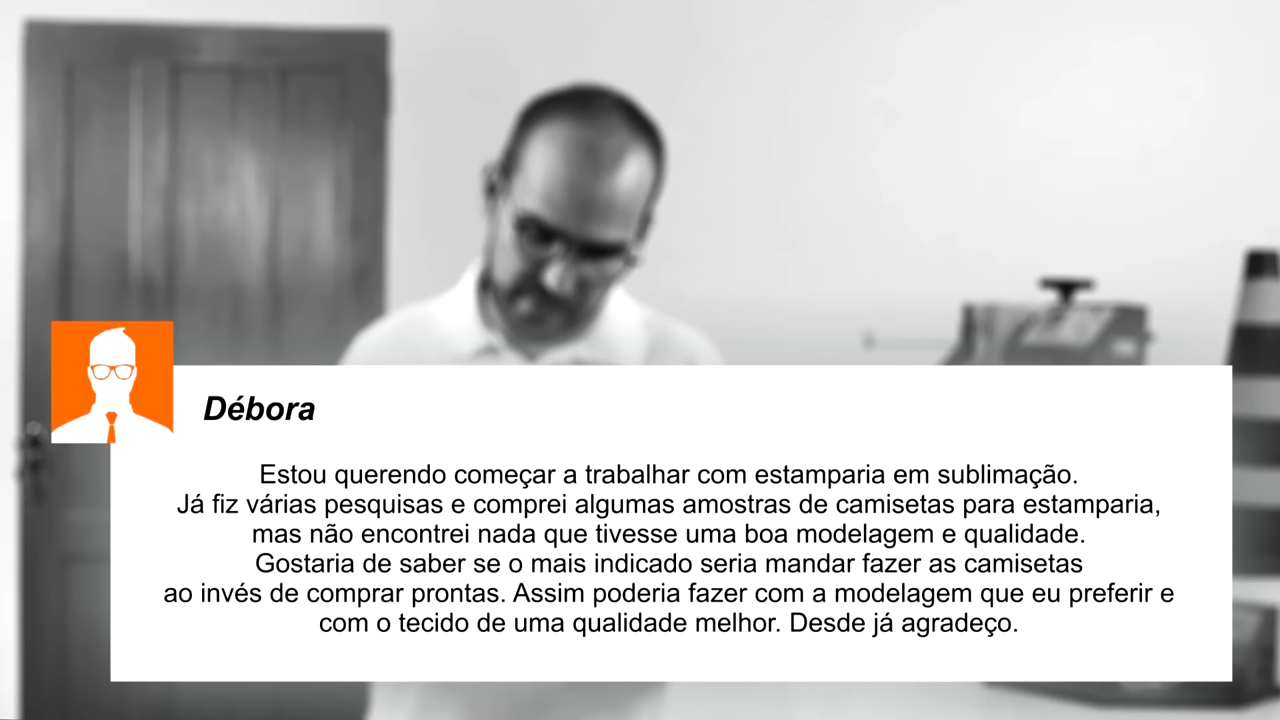 Débora
Estou querendo começar a trabalhar com estamparia em sublimação.
Já fiz várias pesquisas e comprei algumas amostras de camisetas para estamparia,
mas não encontrei nada que tivesse uma boa modelagem e qualidade.
Gostaria de saber se o mais indicado seria mandar fazer as camisetas
ao invés de comprar prontas. Assim poderia fazer com a modelagem que eu preferir e
com o tecido de uma qualidade melhor. Desde já agradeço.